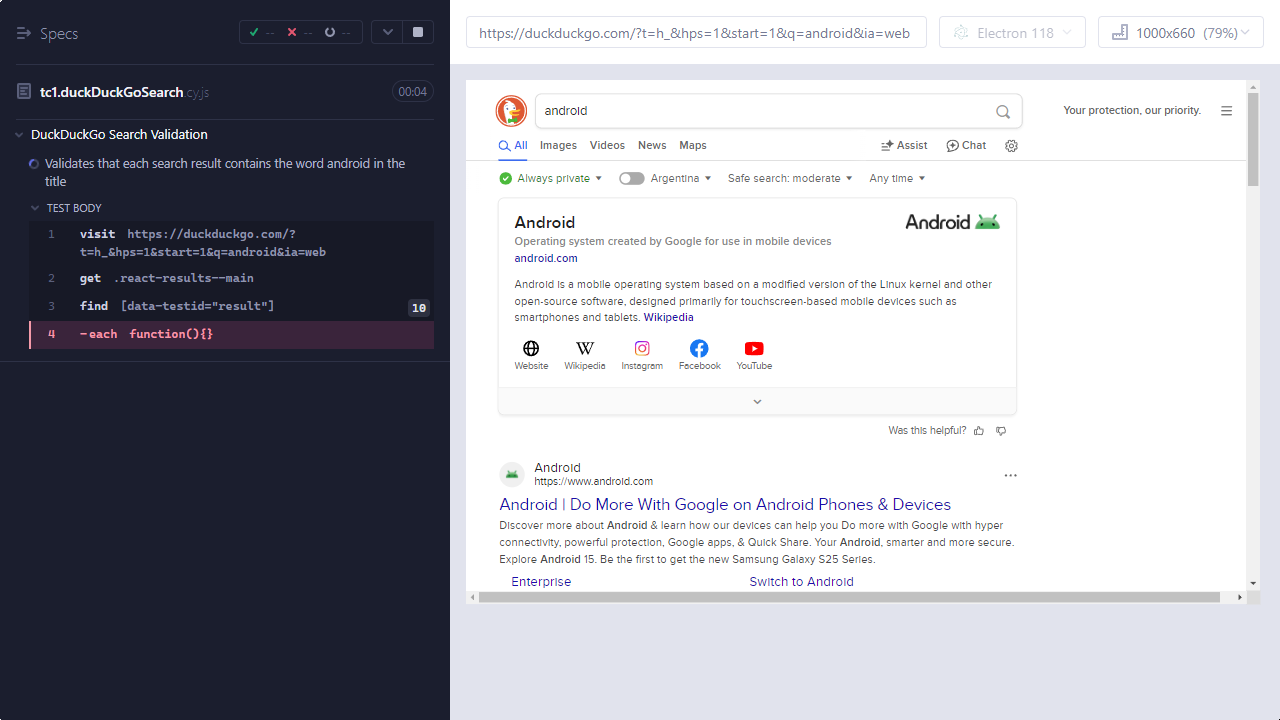 Specs
-- -- --
tc1.duckDuckGoSearch.cy.js
00:04
DuckDuckGo Search Validation
Validates that each search result contains the word android in the
title
TEST BODY
1 visit https://duckduckgo.com/?
t=h_&hps=1&start=1&q=android&ia=web
2 get .react-results--main
3 find [data-testid="result"] 10
4 -each function(){}
https://duckduckgo.com/?t=h_&hps=1&start=1&q=android&ia=web
Electron 118
1000x660 (79%)
android
Your protection, our priority.
All Images Videos News Maps Assist Chat
Always private Argentina Safe search: moderate Any time
Android
Android
Operating system created by Google for use in mobile devices
android.com
Android is a mobile operating system based on a modified version of the Linux kernel and other
open-source software, designed primarily for touchscreen-based mobile devices such as
smartphones and tablets. Wikipedia
W
Website Wikipedia Instagram Facebook YouTube
Was this helpful?
Android
https://www.android.com
Android | Do More With Google on Android Phones & Devices
Discover more about Android & learn how our devices can help you Do more with Google with hyper
connectivity, powerful protection, Google apps, & Quick Share. Your Android, smarter and more secure.
Explore Android 15. Be the first to get the new Samsung Galaxy S25 Series.
Enterprise Switch to Android